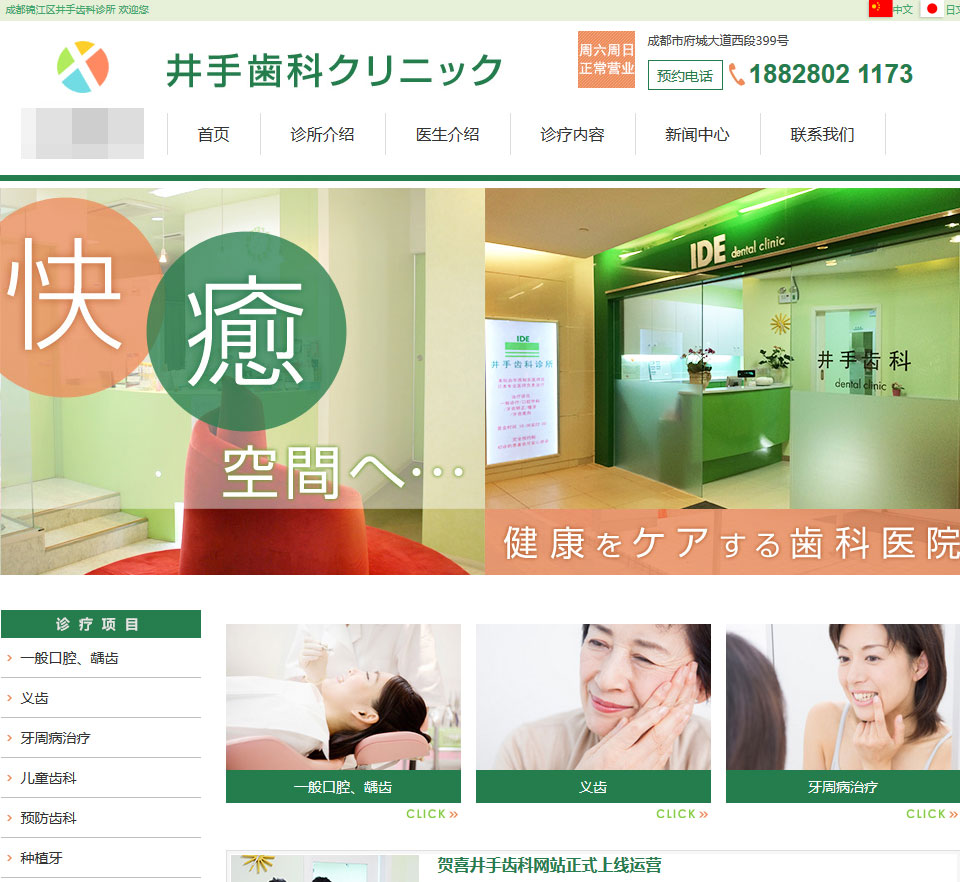 成都锦江区井手齿科诊所 欢迎您
中文
日文
井手歯科クリニック
周六周日
正常营业
成都市府城大道西段399号
预约电话
1882802 1173
首页
诊所介绍
医生介绍
诊疗内容
新闻中心
联系我们
快
癒
空間へ…
IDE dental clinic
IDE
井手齿科诊所
井手歯科
dental clinic
健康をケアする歯科医院
诊疗项目
一般口腔、龋齿
义齿
牙周病治疗
儿童齿科
预防齿科
种植牙
一般口腔、龋齿
义齿
牙周病治疗
CLICK »
CLICK »
CLICK »
贺喜井手齿科网站正式上线运营